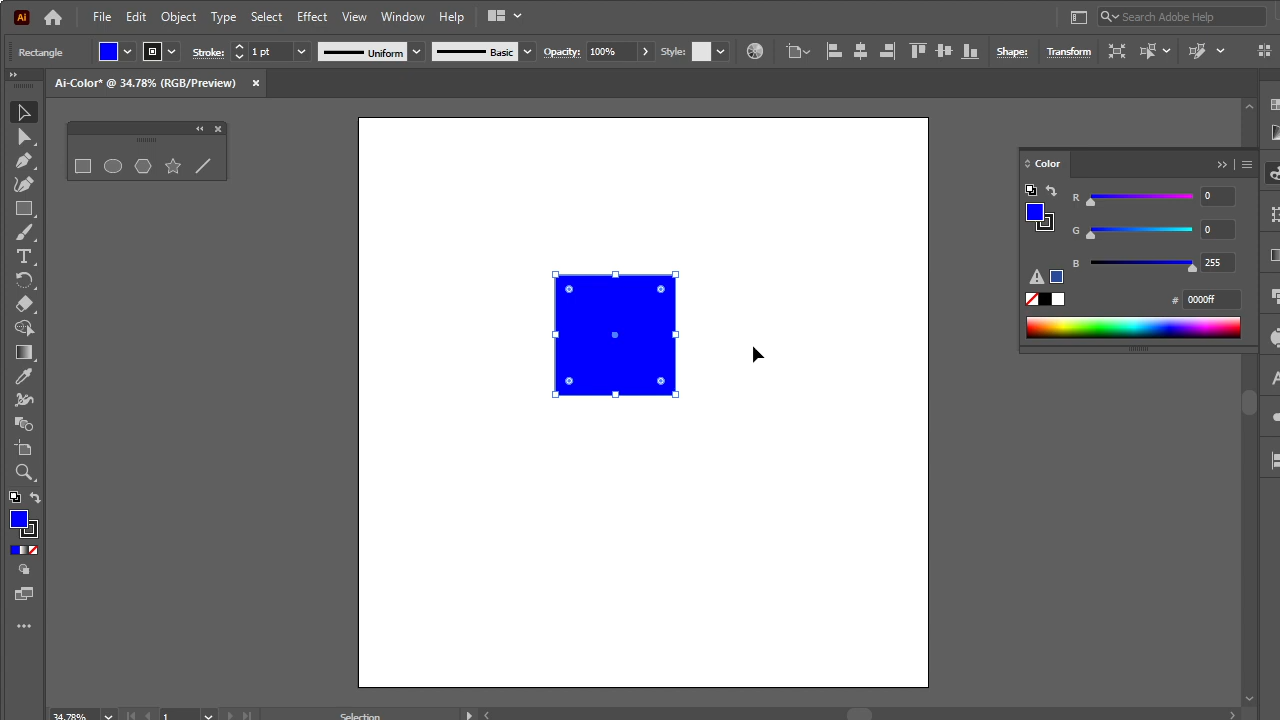 Ai File Edit Object Type Select Effect View Window Help Search Adobe Help
Rectangle Stroke: 1 pt Uniform Basic Opacity: 100% Style: Shape: Transform
Ai-Color* @ 34.78% (RGB/Preview)
Color
R 0
G 0
B 255
# 0000ff
T
34.78% 1 Selection